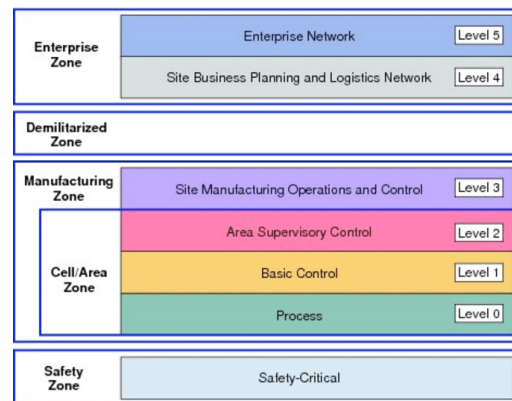 Enterprise
Zone
Enterprise Network
Level 5
Site Business Planning and Logistics Network
Level 4
Demilitarized
Zone
Manufacturing
Zone
Site Manufacturing Operations and Control
Level 3
Cell/Area
Zone
Area Supervisory Control
Level 2
Basic Control
Level 1
Process
Level 0
Safety
Zone
Safety-Critical